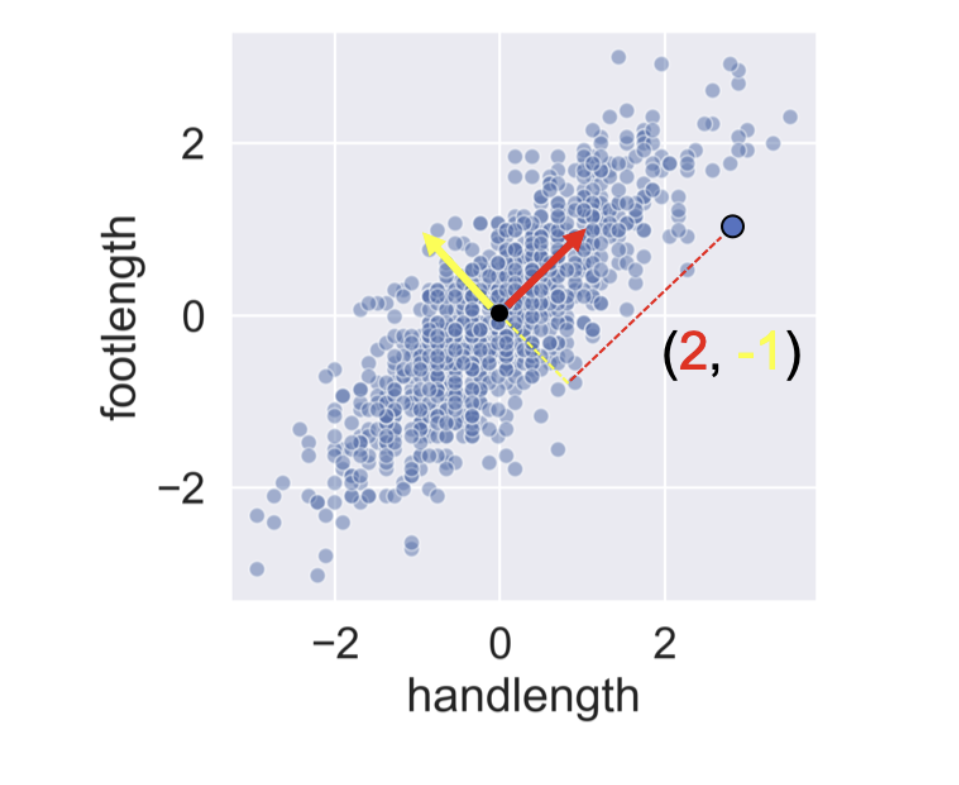 2
0
−2
footlength
(2, -1)
−2 0 2
handlength